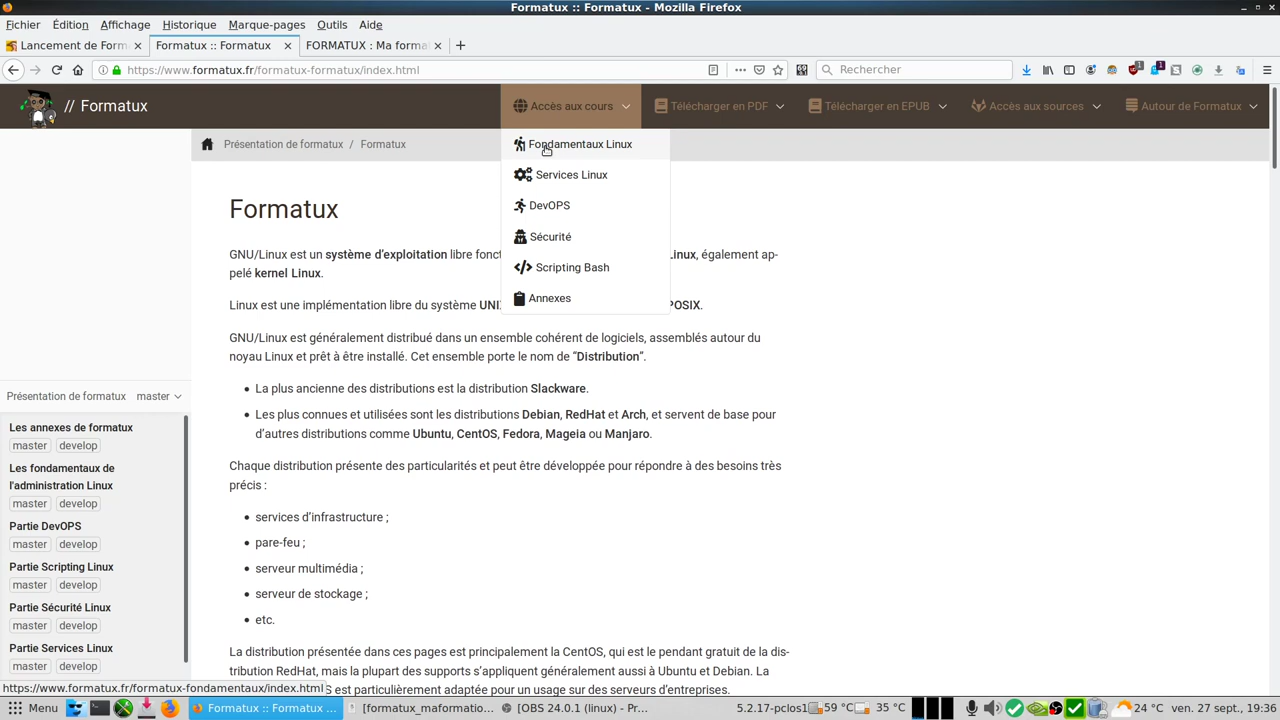 Formatux :: Formatux - Mozilla Firefox
Fichier Édition Affichage Historique Marque-pages Outils Aide
Lancement de Form
Formatux :: Formatux
FORMATUX : Ma format
https://www.formatux.fr/formatux-formatux/index.html
Rechercher
1
1
// Formatux
Accès aux cours
Télécharger en PDF
Télécharger en EPUB
Accès aux sources
Autour de Formatux
Présentation de formatux / Formatux
Fondamentaux Linux
Services Linux
DevOPS
Sécurité
Scripting Bash
Annexes
Formatux
GNU/Linux est un système d'exploitation libre fonct
Linux, également ap-
pelé kernel Linux.
Linux est une implémentation libre du système UNI
POSIX.
GNU/Linux est généralement distribué dans un ensemble cohérent de logiciels, assemblés autour du
noyau Linux et prêt à être installé. Cet ensemble porte le nom de “Distribution”.
• La plus ancienne des distributions est la distribution Slackware.
• Les plus connues et utilisées sont les distributions Debian, RedHat et Arch, et servent de base pour
d'autres distributions comme Ubuntu, CentOS, Fedora, Mageia ou Manjaro.
Chaque distribution présente des particularités et peut être développée pour répondre à des besoins très
précis :
• services d'infrastructure ;
• pare-feu ;
• serveur multimédia ;
• serveur de stockage ;
• etc.
La distribution présentée dans ces pages est principalement la CentOS, qui est le pendant gratuit de la dis-
tribution RedHat, mais la plupart des supports s'appliquent généralement aussi à Ubuntu et Debian. La
S est particulièrement adaptée pour un usage sur des serveurs d'entreprises.
Présentation de formatux master
Les annexes de formatux
master develop
Les fondamentaux de
l'administration Linux
master develop
Partie DevOPS
master develop
Partie Scripting Linux
master develop
Partie Sécurité Linux
master develop
Partie Services Linux
master develop
https://www.formatux.fr/formatux-fondamentaux/index.html
Menu
Formatux :: Formatux ...
[formatux_maformatio...
[OBS 24.0.1 (linux) - Pr...
5.2.17-pclos1
59 °C
35 °C
24 °C
ven. 27 sept., 19:36